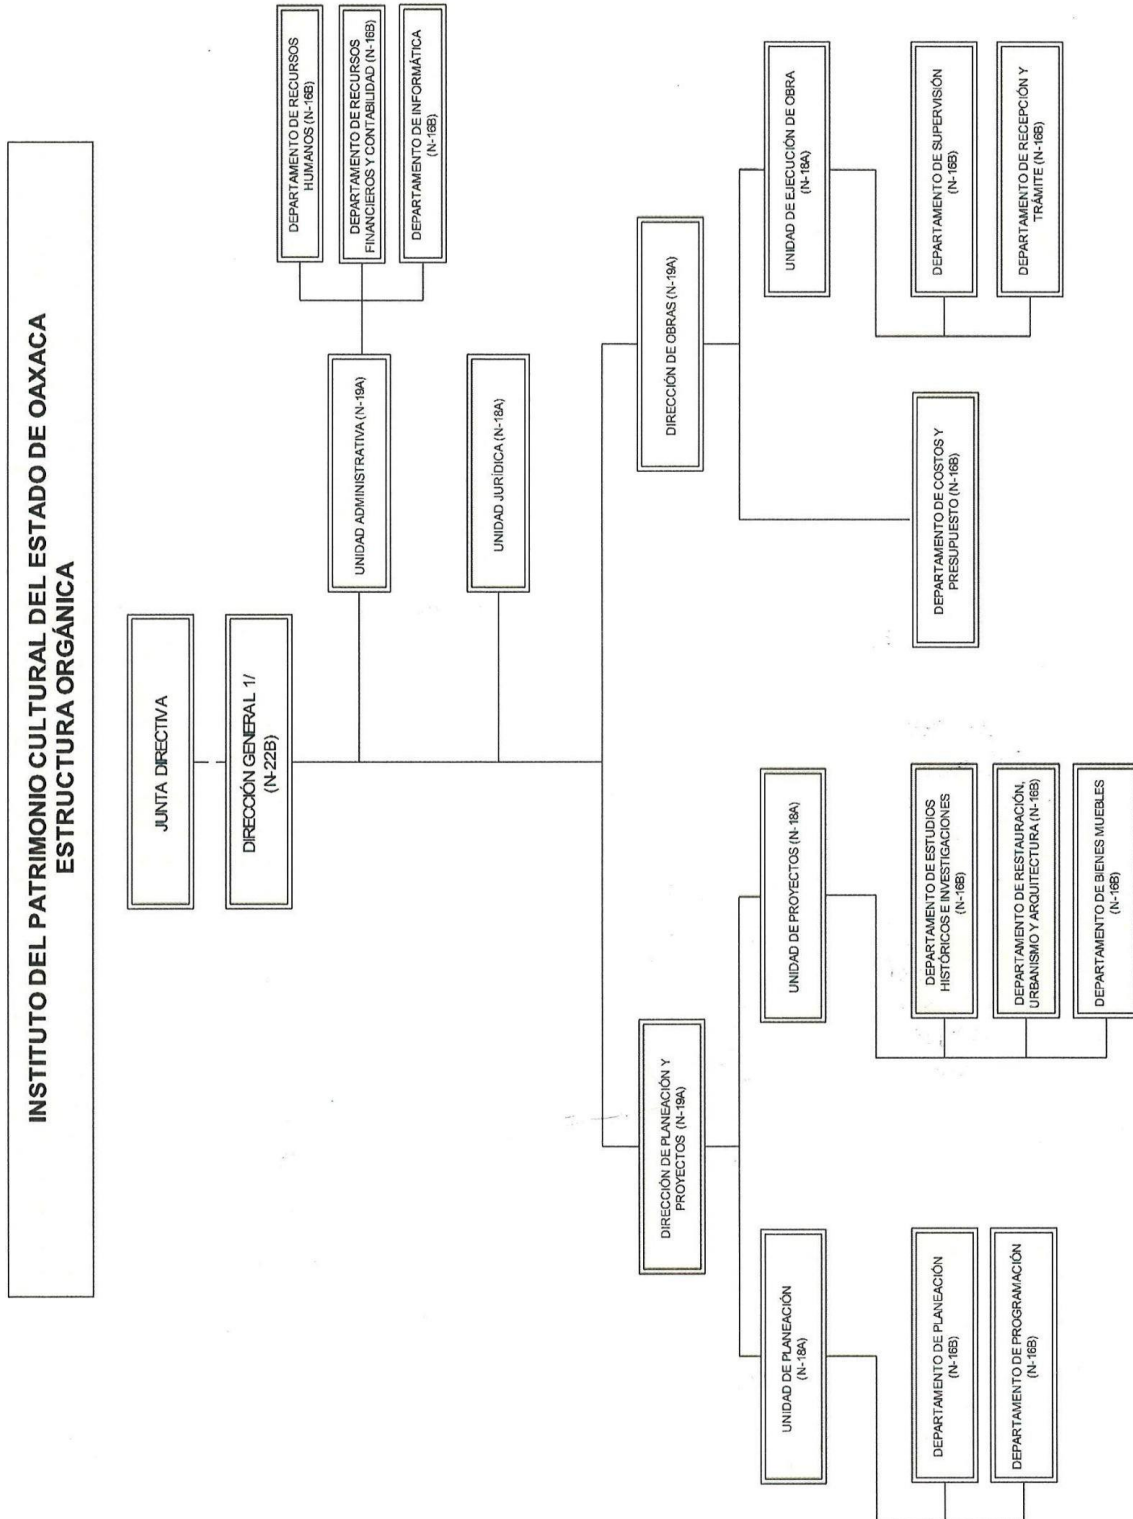 INSTITUTO DEL PATRIMONIO CULTURAL DEL ESTADO DE OAXACA
ESTRUCTURA ORGÁNICA
JUNTA DIRECTIVA
DIRECCIÓN GENERAL 1/
(N-22B)
DEPARTAMENTO DE RECURSOS
HUMANOS (N-16B)
DEPARTAMENTO DE RECURSOS
FINANCIEROS Y CONTABILIDAD (N-16B)
DEPARTAMENTO DE INFORMÁTICA
(N-16B)
UNIDAD ADMINISTRATIVA (N-19A)
UNIDAD JURÍDICA (N-18A)
DIRECCIÓN DE PLANEACIÓN Y
PROYECTOS (N-19A)
DIRECCIÓN DE OBRAS (N-19A)
UNIDAD DE PLANEACIÓN
(N-18A)
UNIDAD DE PROYECTOS (N-18A)
UNIDAD DE EJECUCIÓN DE OBRA
(N-18A)
DEPARTAMENTO DE PLANEACIÓN
(N-16B)
DEPARTAMENTO DE PROGRAMACIÓN
(N-16B)
DEPARTAMENTO DE ESTUDIOS
HISTÓRICOS E INVESTIGACIONES
(N-16B)
DEPARTAMENTO DE RESTAURACIÓN,
URBANISMO Y ARQUITECTURA (N-16B)
DEPARTAMENTO DE BIENES MUEBLES
(N-16B)
DEPARTAMENTO DE COSTOS Y
PRESUPUESTO (N-16B)
DEPARTAMENTO DE SUPERVISIÓN
(N-16B)
DEPARTAMENTO DE RECEPCIÓN Y
TRÁMITE (N-16B)